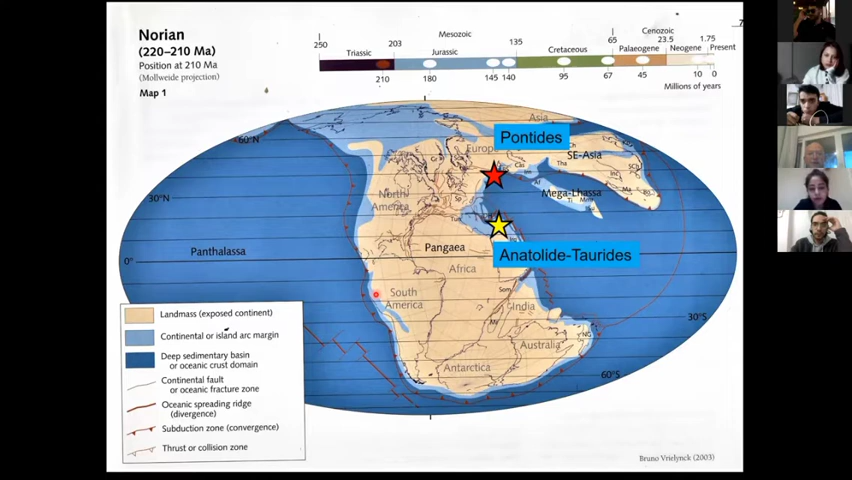 Norian
(220–210 Ma)
Position at 210 Ma
(Mollweide projection)
Map 1
Mesozoic
Cenozoic
250
203
135
65
23.5
1.75
Triassic
Jurassic
Cretaceous
Palaeogene
Neogene
Present
210
180
145
140
95
67
45
10
0
Millions of years
Asia
60°N
Pontides
Europe
SE-Asia
30°N
North
America
Mega-Lhassa
Panthalassa
Pangaea
Anatolide-Taurides
0°
Africa
South
America
India
30°S
Australia
Antarctica
60°S
Landmass (exposed continent)
Continental or island arc margin
Deep sedimentary basin
or oceanic crust domain
Continental fault
or oceanic fracture zone
Oceanic spreading ridge
(divergence)
Subduction zone (convergence)
Thrust or collision zone
Bruno Vrielynck (2003)